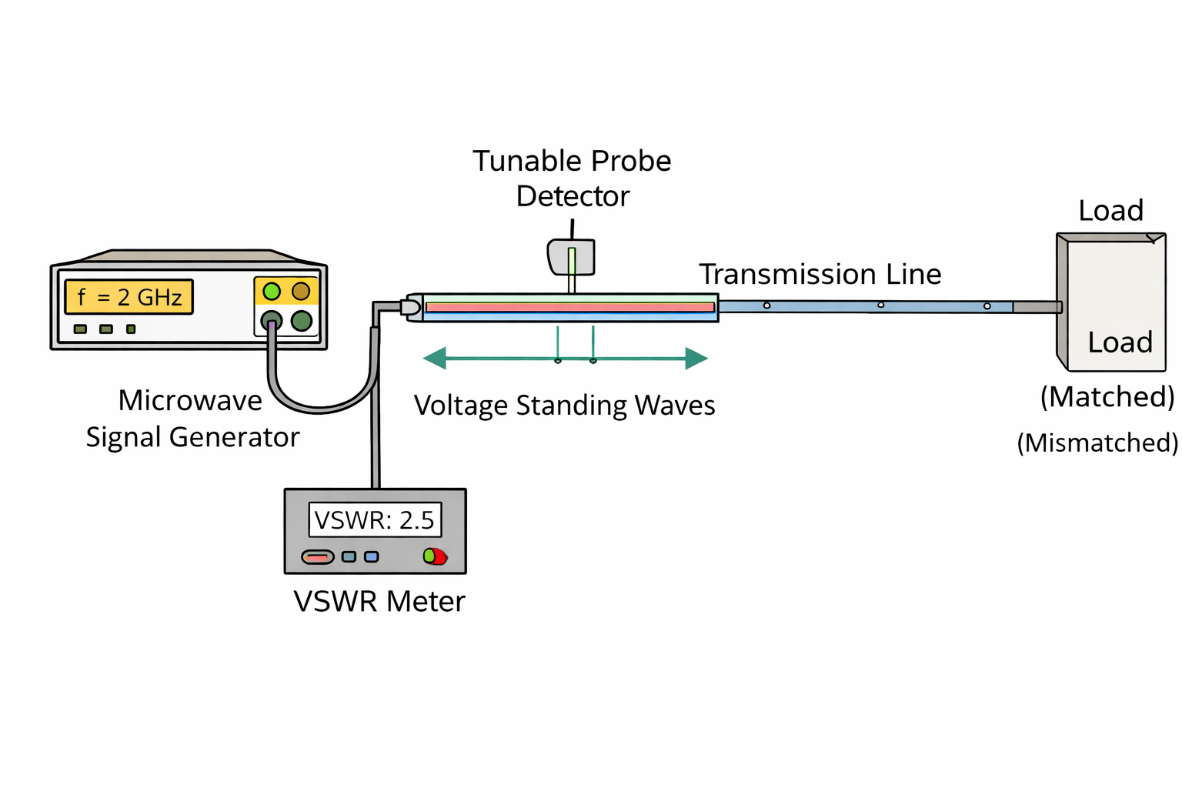 Tunable Probe
Detector
Load
Transmission Line
f = 2 GHz
Load
Microwave
Signal Generator
Voltage Standing Waves
(Matched)
(Mismatched)
VSWR: 2.5
VSWR Meter